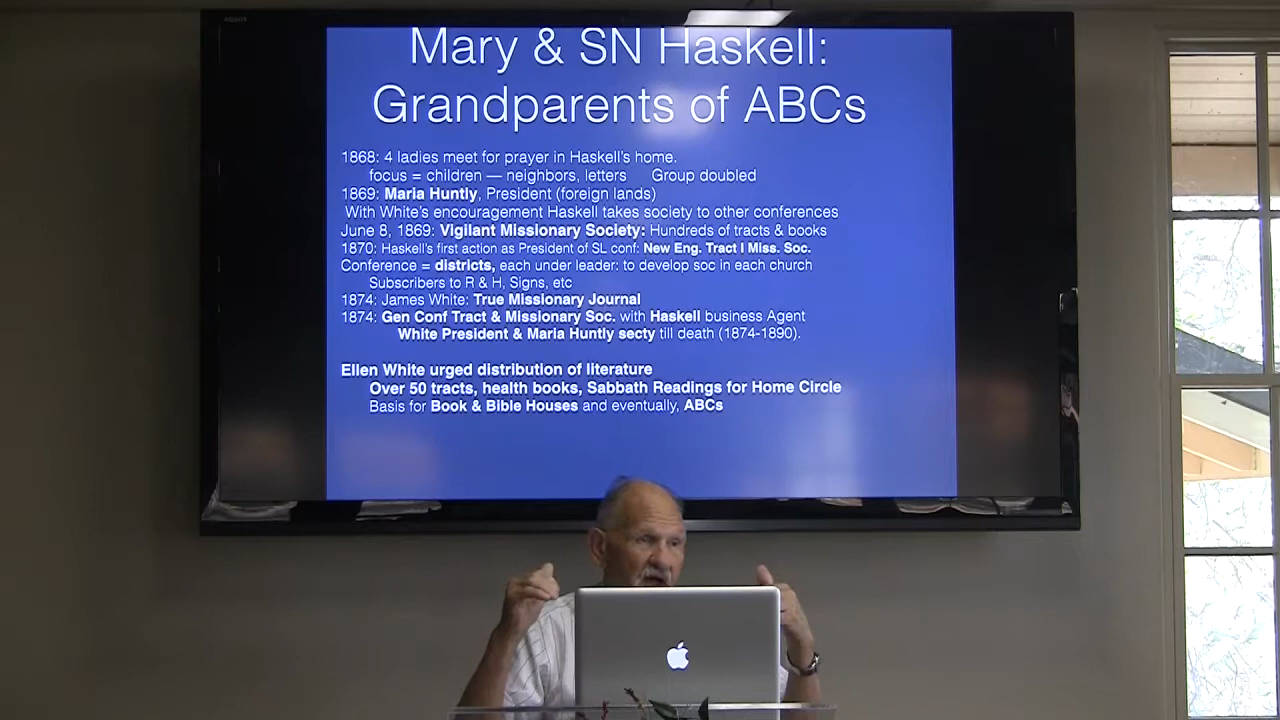 Mary & SN Haskell:
Grandparents of ABCs
1868: 4 ladies meet for prayer in Haskell's home.
focus = children — neighbors, letters Group doubled
1869: Maria Huntly, President (foreign lands)
With White's encouragement Haskell takes society to other conferences
June 8, 1869: Vigilant Missionary Society: Hundreds of tracts & books
1870: Haskell's first action as President of SL conf: New Eng. Tract I Miss. Soc.
Conference = districts, each under leader: to develop soc in each church
Subscribers to R & H, Signs, etc
1874: James White: True Missionary Journal
1874: Gen Conf Tract & Missionary Soc. with Haskell business Agent
White President & Maria Huntly secty till death (1874-1890).
Ellen White urged distribution of literature
Over 50 tracts, health books, Sabbath Readings for Home Circle
Basis for Book & Bible Houses and eventually, ABCs